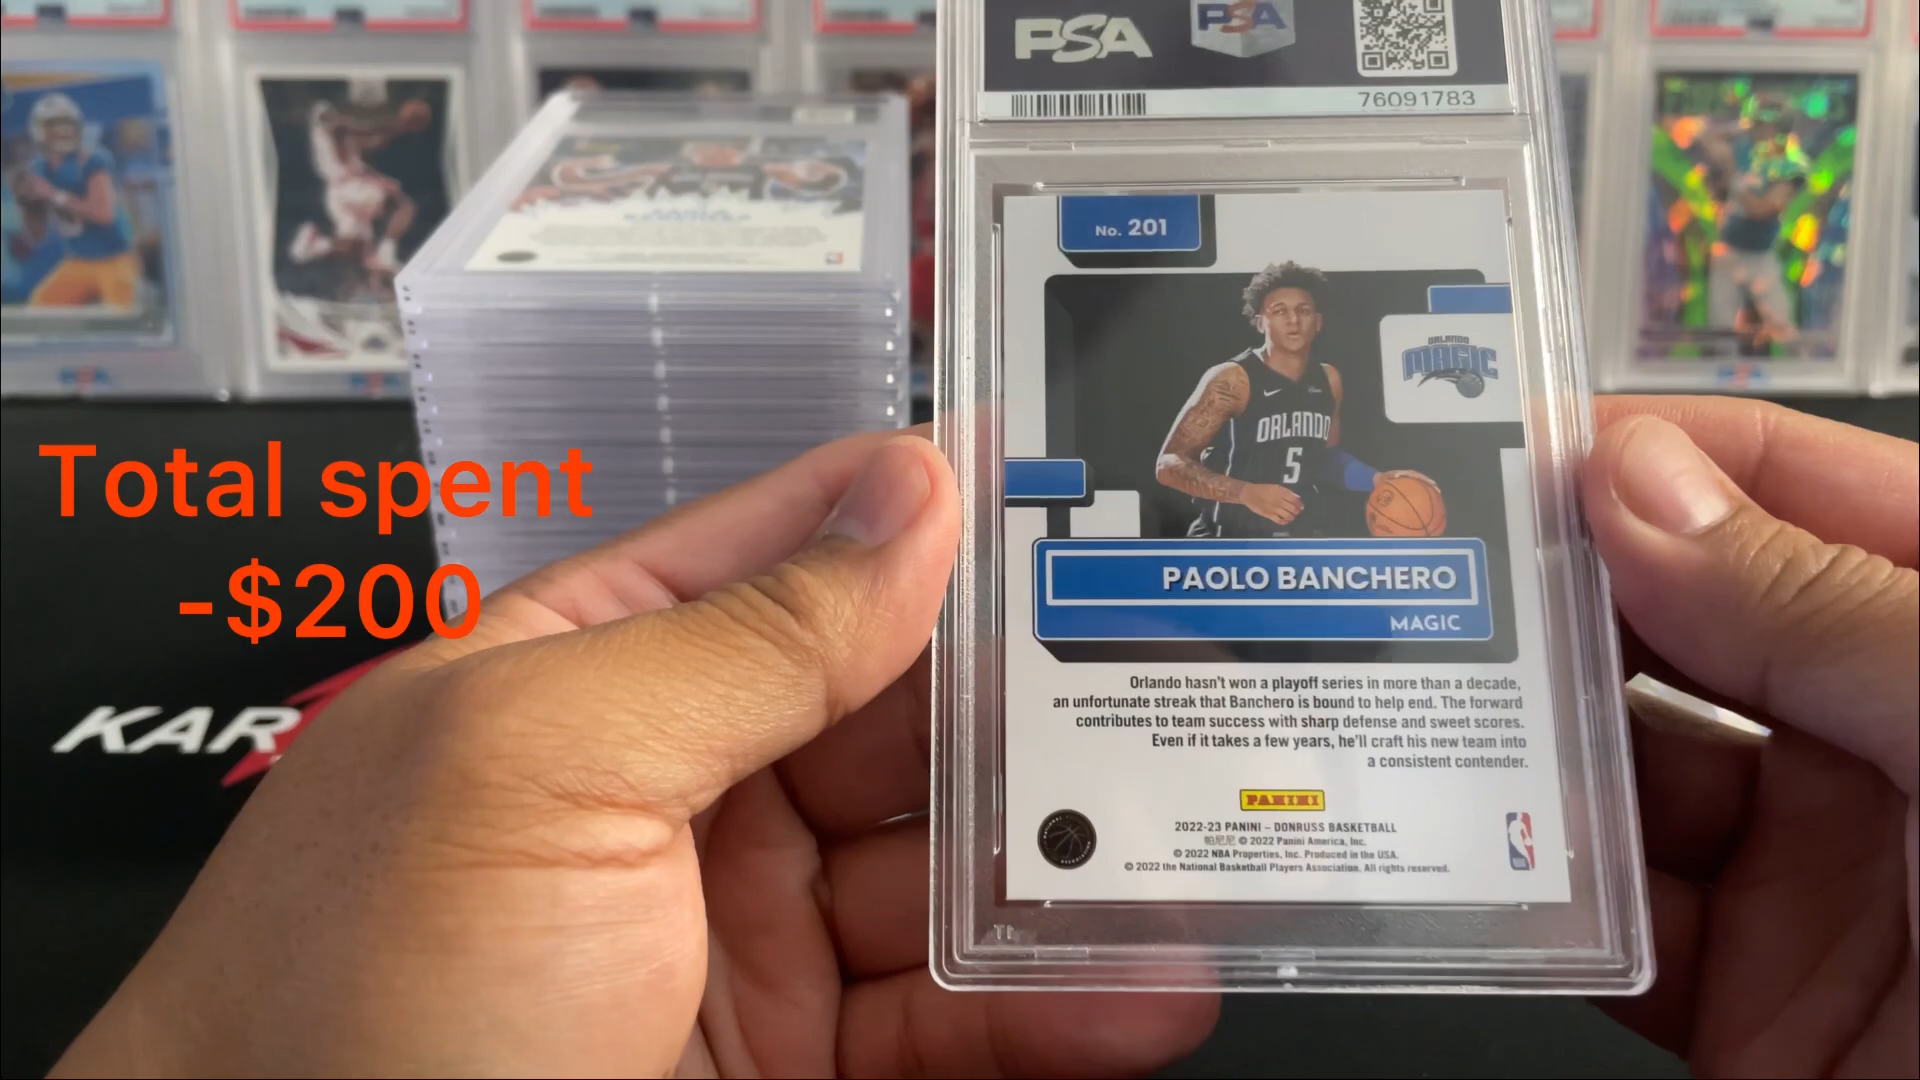 PSA
PSA
76091783
No. 201
ORLANDO
MAGIC
ORLANDO
5
Total spent
-$200
PAOLO BANCHERO
MAGIC
KAR
Orlando hasn't won a playoff series in more than a decade,
an unfortunate streak that Banchero is bound to help end. The forward
contributes to team success with sharp defense and sweet scores.
Even if it takes a few years, he'll craft his new team into
a consistent contender.
PANINI
2022-23 PANINI – DONRUSS BASKETBALL
帕尼尼 © 2022 Panini America, Inc.
© 2022 NBA Properties, Inc. Produced in the USA.
© 2022 the National Basketball Players Association. All rights reserved.
NBA